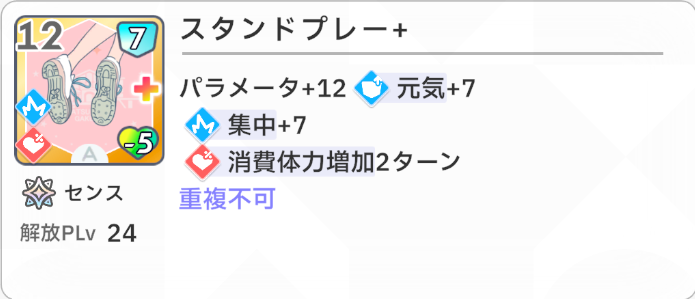 スタンドプレー+
12
7
-5
A
パラメータ+12 元気+7
集中+7
消費体力増加2ターン
重複不可
センス
解放PLv 24